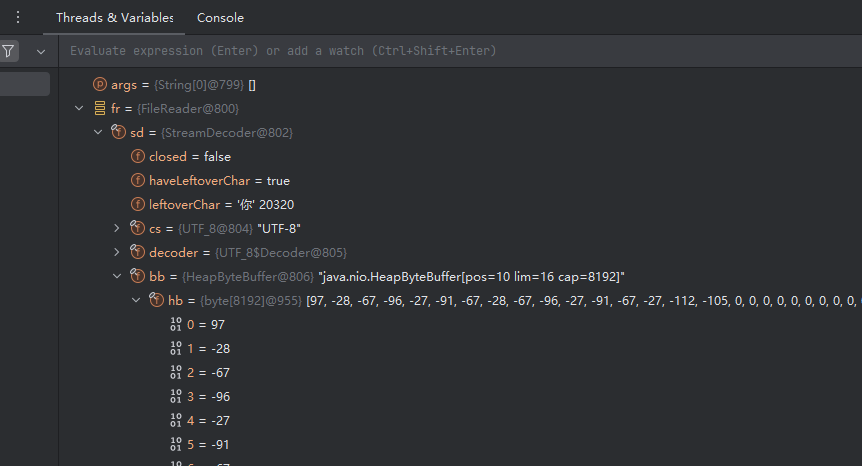 Threads & Variables Console
Evaluate expression (Enter) or add a watch (Ctrl+Shift+Enter)
args = {String[0]@799} []
fr = {FileReader@800}
sd = {StreamDecoder@802}
closed = false
haveLeftoverChar = true
leftoverChar = '你' 20320
cs = {UTF_8@804} "UTF-8"
decoder = {UTF_8$Decoder@805}
bb = {HeapByteBuffer@806} "java.nio.HeapByteBuffer[pos=10 lim=16 cap=8192]"
hb = {byte[8192]@955} [97, -28, -67, -96, -27, -91, -67, -28, -67, -96, -27, -91, -67, -27, -112, -105, 0, 0, 0, 0, 0, 0, 0, 0, 0,
0 = 97
1 = -28
2 = -67
3 = -96
4 = -27
5 = -91